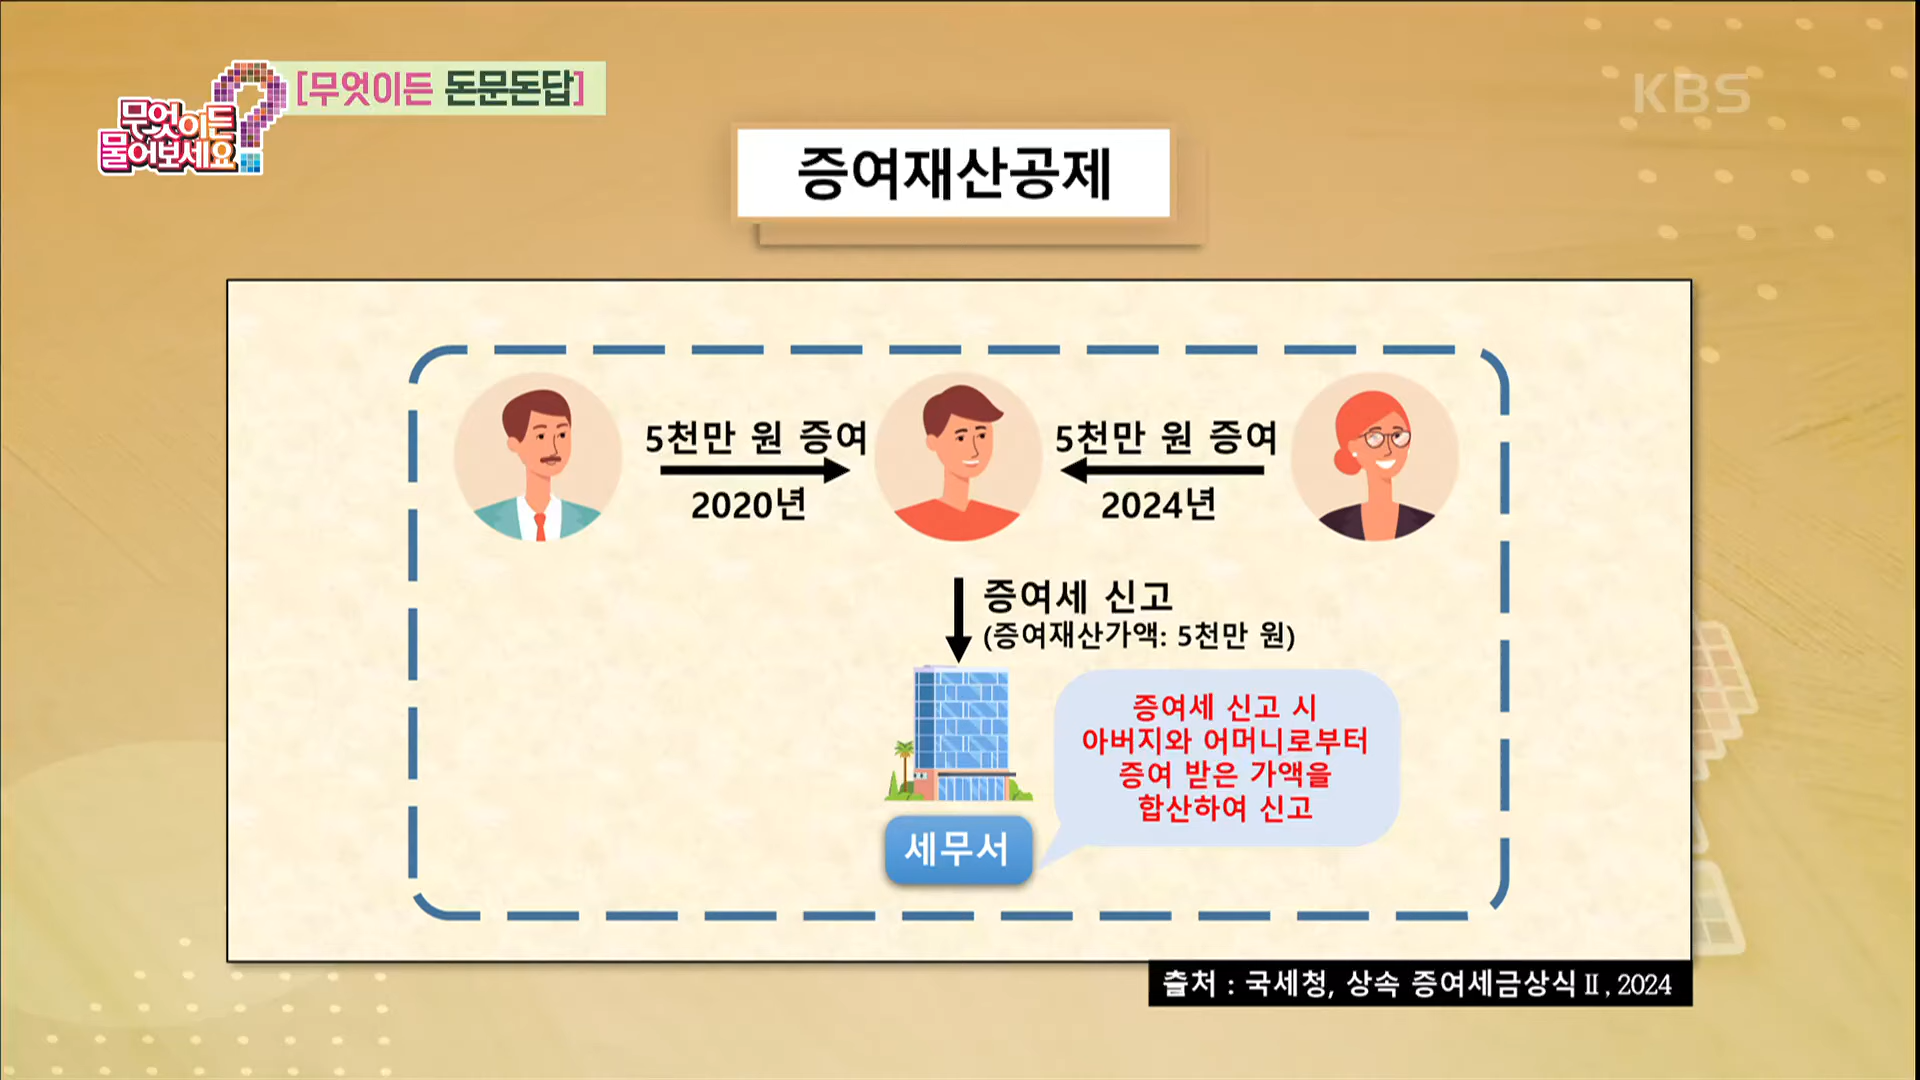 무엇이든
물어보세요
[무엇이든 돈문돈답]
KBS
증여재산공제
5천만 원 증여
2020년
5천만 원 증여
2024년
증여세 신고
(증여재산가액: 5천만 원)
증여세 신고 시
아버지와 어머니로부터
증여 받은 가액을
합산하여 신고
세무서
출처 : 국세청, 상속 증여세금상식 Ⅱ, 2024